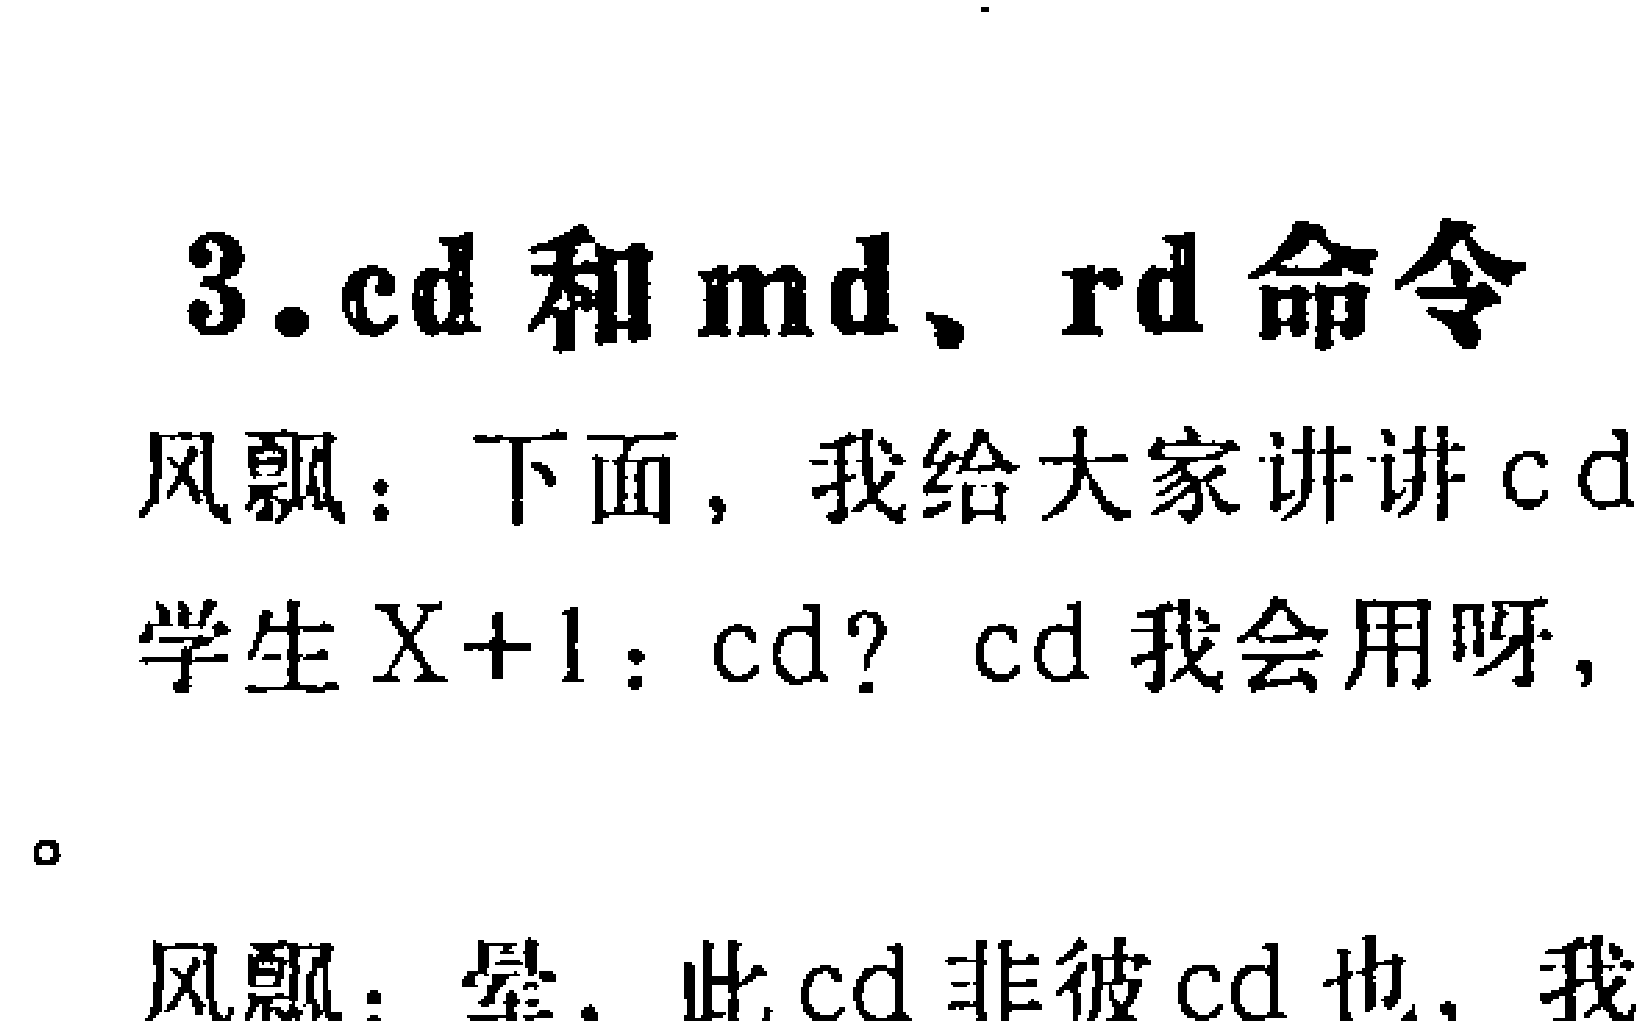 3.cd 和 md、rd 命令
风飘：下面，我给大家讲讲 cd
学生 X+1：cd？ cd 我会用呀，
。
风飘：晕，此 cd 非彼 cd 也，我